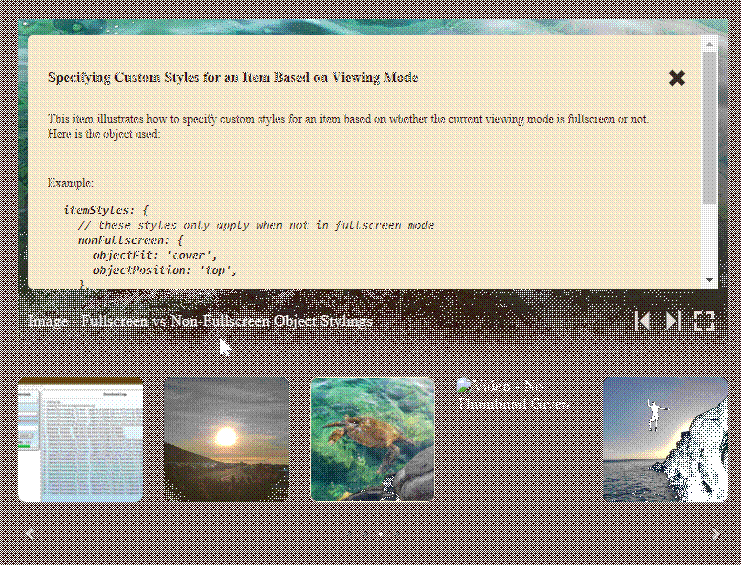 Specifying Custom Styles for an Item Based on Viewing Mode
This item illustrates how to specify custom styles for an item based on whether the current viewing mode is fullscreen or not.
Here is the object used:
Example:
itemStyles: {
// these styles only apply when not in fullscreen mode
nonFullscreen: {
objectFit: 'cover',
objectPosition: 'top',
},
Image - Fullscreen vs Non-Fullscreen Object Stylings
No
Thumbnail Given